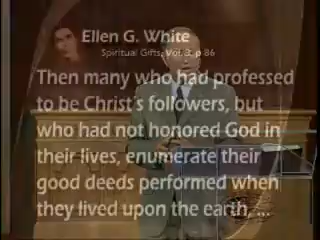 Ellen G. White
Spiritual Gifts, Vol. 3: p 86
Then many who had professed
to be Christ's followers, but
who had not honored God in
their lives, enumerate their
good deeds performed when
they lived upon the earth, ...